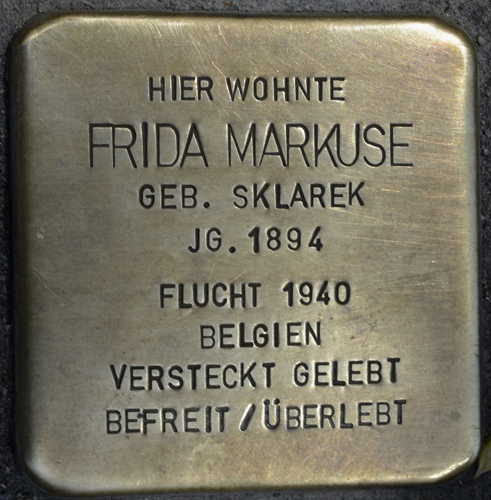 HIER WOHNTE
FRIDA MARKUSE
GEB. SKLAREK
JG. 1894
FLUCHT 1940
BELGIEN
VERSTECKT GELEBT
BEFREIT / ÜBERLEBT